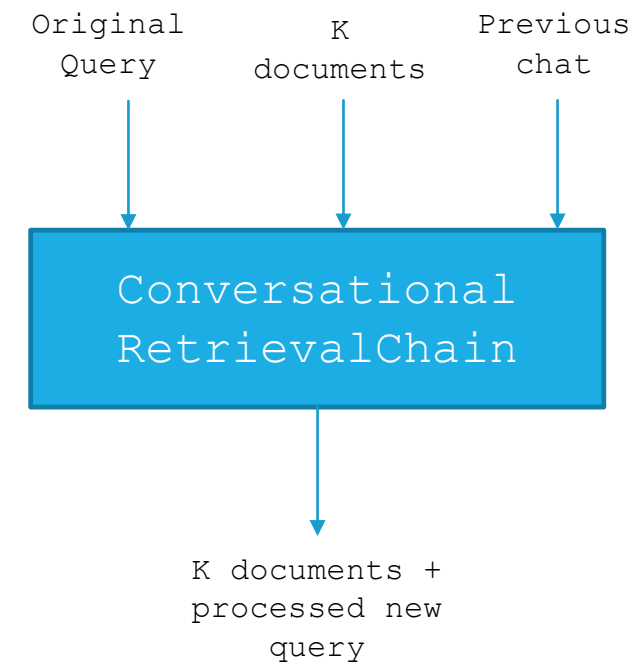 Original
Query
K
documents
Previous
chat
Conversational
RetrievalChain
K documents +
processed new
query